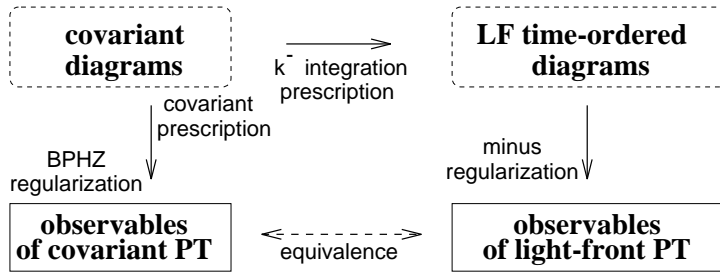 covariant
diagrams
k-  integration
prescription
LF time-ordered
diagrams
covariant
prescription
BPHZ
regularization
minus
regularization
observables
of covariant PT
equivalence
observables
of light-front PT